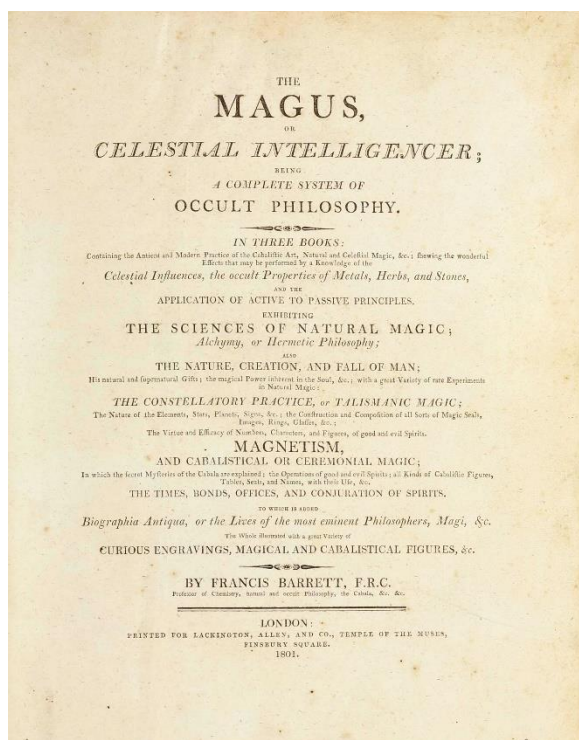 THE
MAGUS,
OR
CELESTIAL INTELLIGENCER;
BEING
A COMPLETE SYSTEM OF
OCCULT PHILOSOPHY.
IN THREE BOOKS:
Containing the Antient and Modern Practice of the Cabaliſtic Art, Natural and Celeſtial Magic, &c.; ſhewing the wonderful
Effects that may be performed by a Knowledge of the
Celestial Influences, the occult Properties of Metals, Herbs, and Stones,
AND THE
APPLICATION OF ACTIVE TO PASSIVE PRINCIPLES.
EXHIBITING
THE SCIENCES OF NATURAL MAGIC;
Alchymy, or Hermetic Philosophy;
ALSO
THE NATURE, CREATION, AND FALL OF MAN;
His natural and ſupernatural Gifts; the magical Power inherent in the Soul, &c.; with a great Variety of rare Experiments
in Natural Magic:
THE CONSTELLATORY PRACTICE, or TALISMANIC MAGIC;
The Nature of the Elements, Stars, Planets, Signs, &c.; the Conſtruction and Compoſition of all Sorts of Magic Seals,
Images, Rings, Glaſſes, &c.;
The Virtue and Efficacy of Numbers, Characters, and Figures, of good and evil Spirits.
MAGNETISM,
AND CABALISTICAL OR CEREMONIAL MAGIC;
In which the ſecret Myſteries of the Cabala are explained; the Operations of good and evil Spirits; all Kinds of Cabaliſtic Figures,
Tables, Seals, and Names, with their Uſe, &c.
THE TIMES, BONDS, OFFICES, AND CONJURATION OF SPIRITS.
TO WHICH IS ADDED
Biographia Antiqua, or the Lives of the most eminent Philosophers, Magi, &c.
The Whole illuſtrated with a great Variety of
CURIOUS ENGRAVINGS, MAGICAL AND CABALISTICAL FIGURES, &c.
BY FRANCIS BARRETT, F.R.C.
Profeſſor of Chemiſtry, natural and occult Philoſophy, the Cabala, &c. &c.
LONDON:
PRINTED FOR LACKINGTON, ALLEN, AND CO., TEMPLE OF THE MUSES,
FINSBURY SQUARE.
1801.